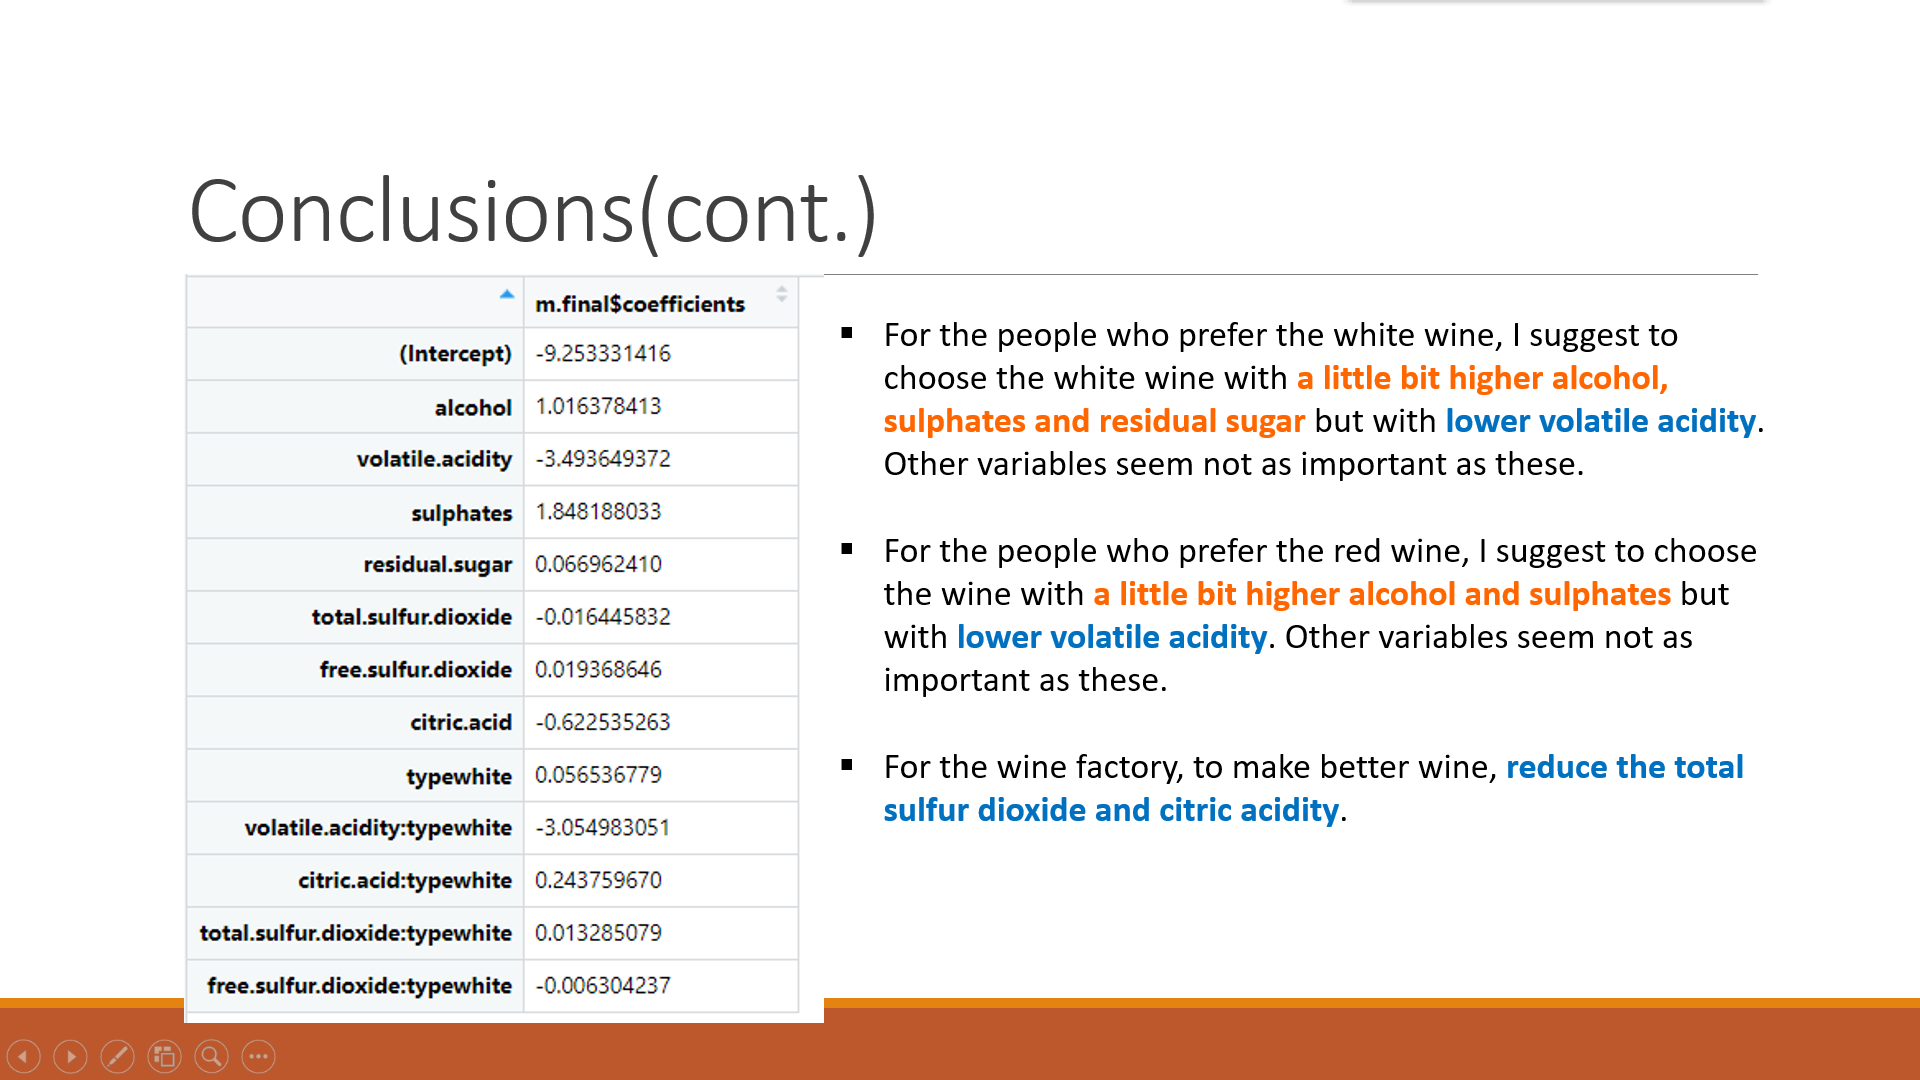 Conclusions(cont.)
m.final$coefficients
(Intercept) -9.253331416
alcohol 1.016378413
volatile.acidity -3.493649372
sulphates 1.848188033
residual.sugar 0.066962410
total.sulfur.dioxide -0.016445832
free.sulfur.dioxide 0.019368646
citric.acid -0.622535263
typewhite 0.056536779
volatile.acidity:typewhite -3.054983051
citric.acid:typewhite 0.243759670
total.sulfur.dioxide:typewhite 0.013285079
free.sulfur.dioxide:typewhite -0.006304237
▪ For the people who prefer the white wine, I suggest to
choose the white wine with a little bit higher alcohol,
sulphates and residual sugar but with lower volatile acidity.
Other variables seem not as important as these.
▪ For the people who prefer the red wine, I suggest to choose
the wine with a little bit higher alcohol and sulphates but
with lower volatile acidity. Other variables seem not as
important as these.
▪ For the wine factory, to make better wine, reduce the total
sulfur dioxide and citric acidity.